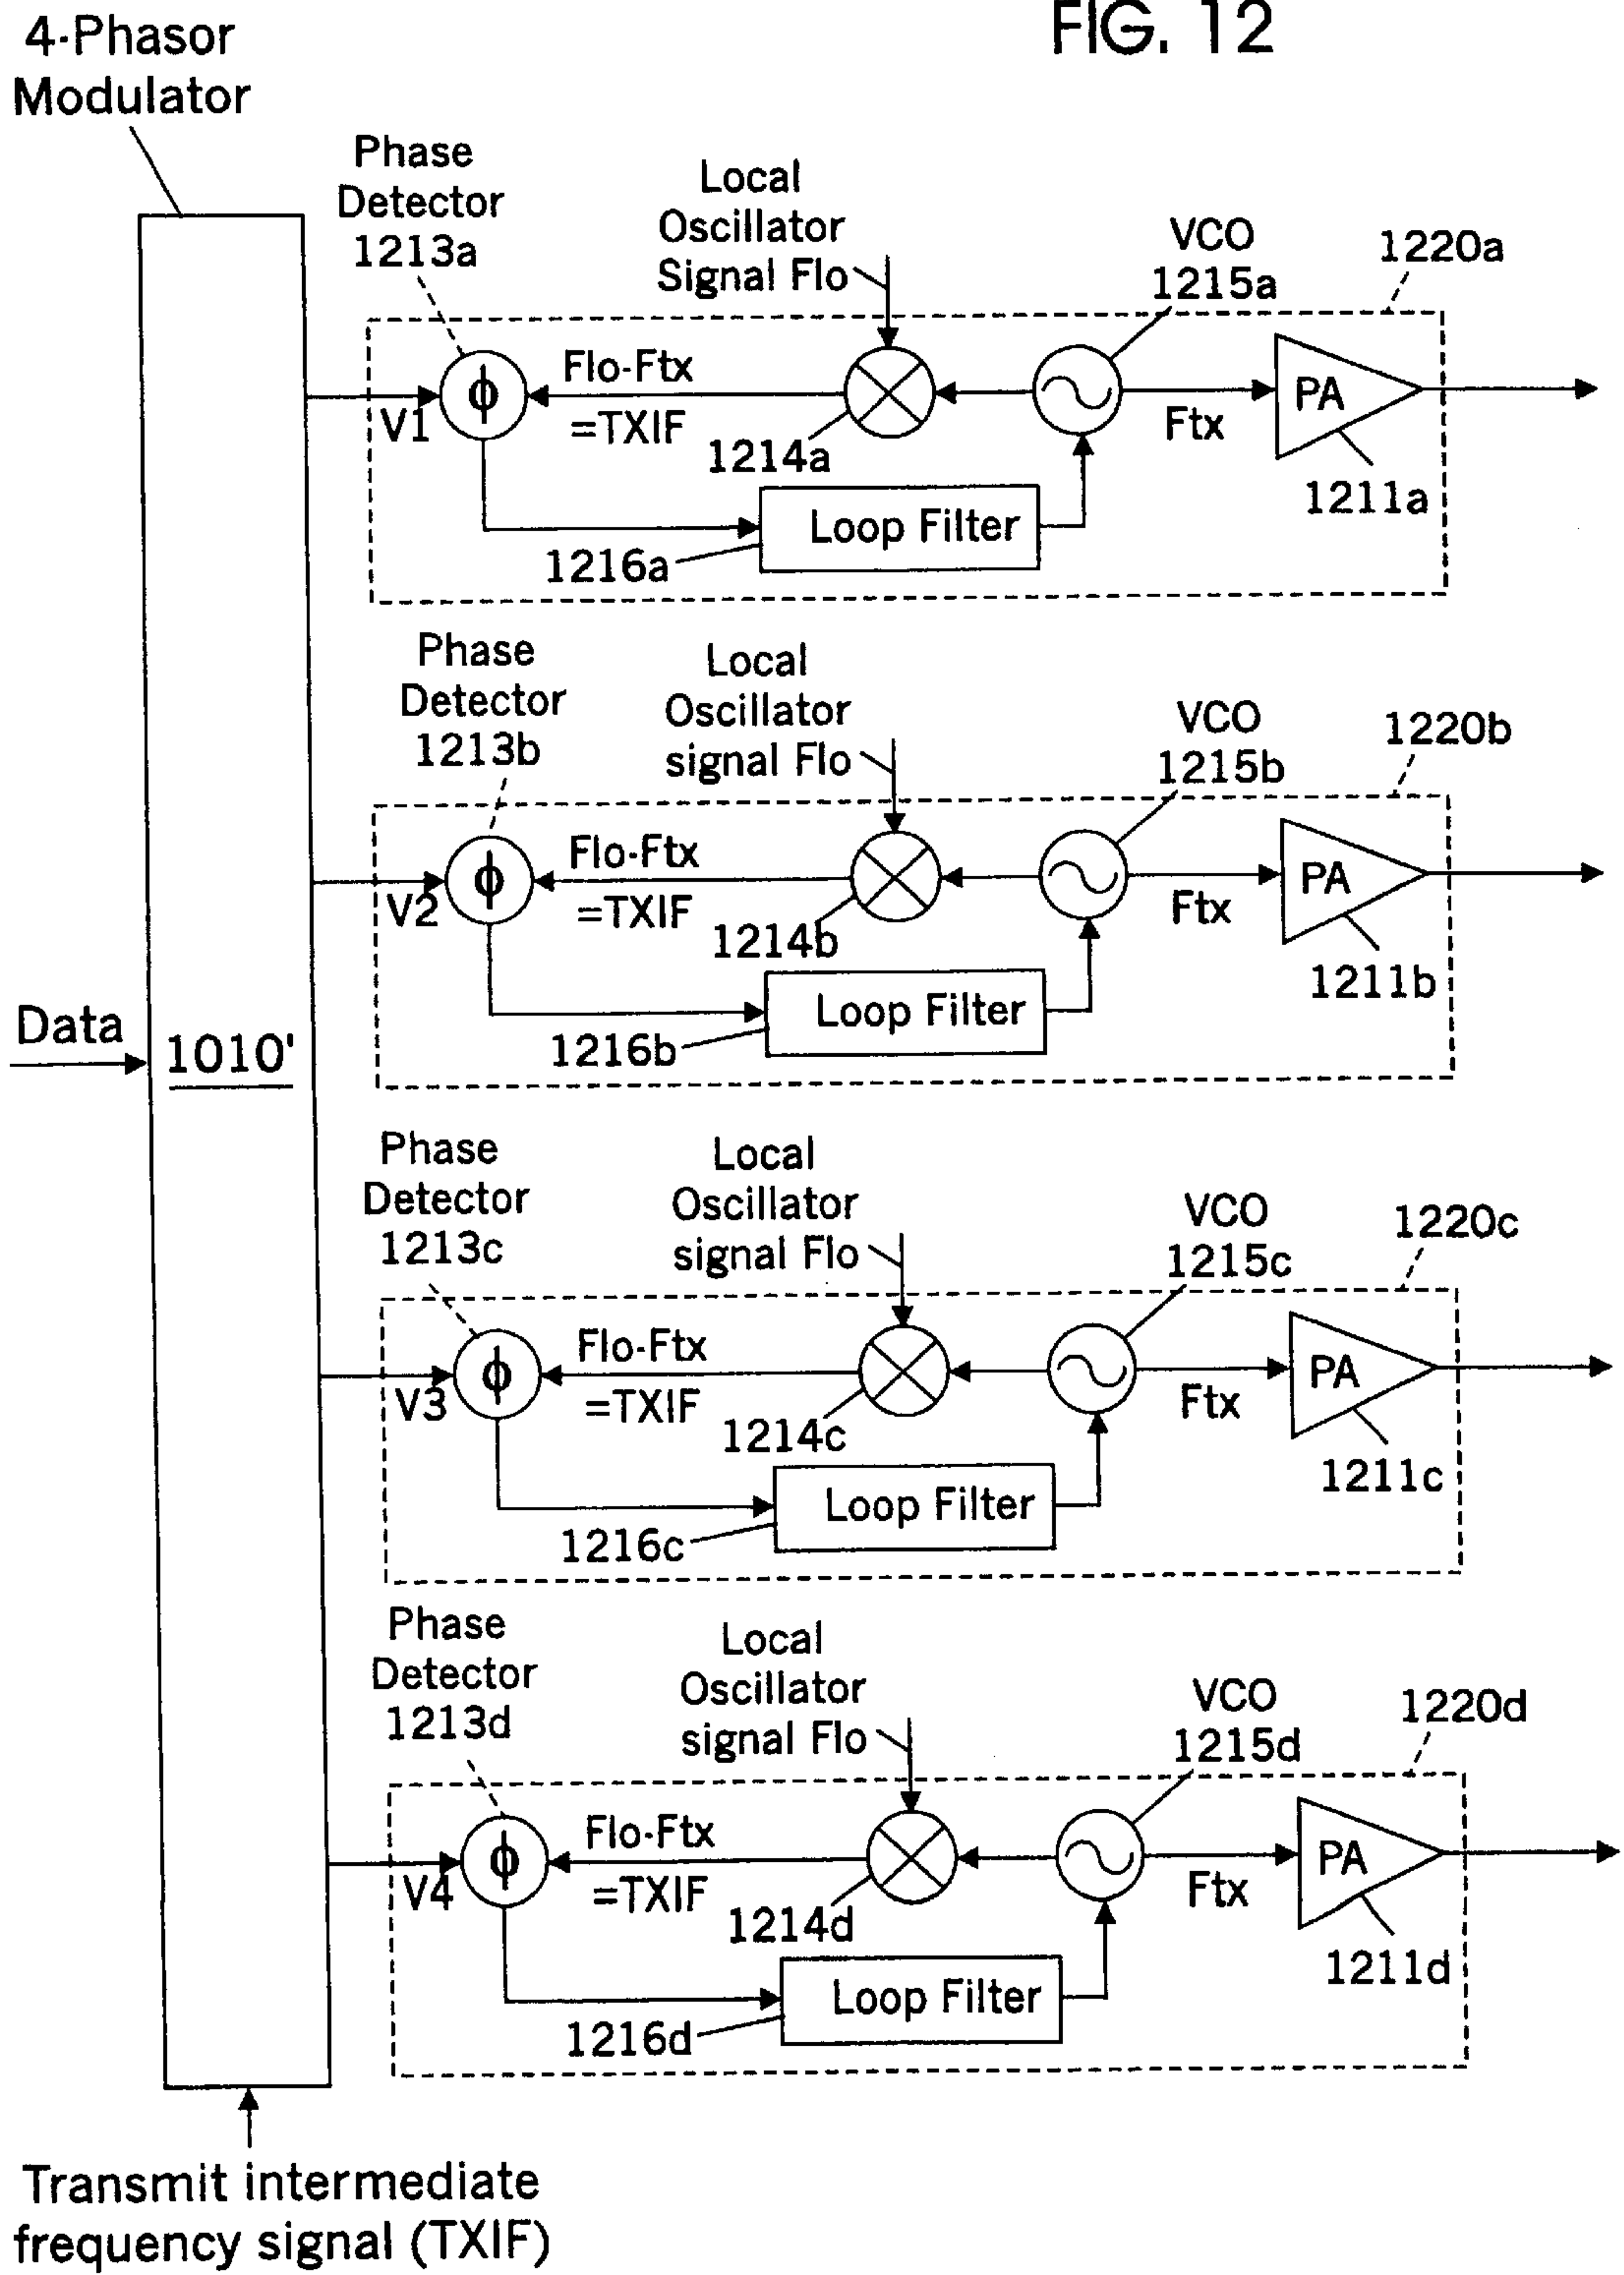 FIG. 12
4-Phasor
Modulator
Phase
Detector
1213a
Local
Oscillator
Signal Flo
VCO
1215a
1220a
V1
ϕ
Flo-Ftx
=TXIF
1214a
Ftx
PA
1211a
Loop Filter
1216a
Phase
Detector
1213b
Local
Oscillator
signal Flo
VCO
1215b
1220b
V2
ϕ
Flo-Ftx
=TXIF
1214b
Ftx
PA
1211b
Loop Filter
1216b
Data
1010'
Phase
Detector
1213c
Local
Oscillator
signal Flo
VCO
1215c
1220c
V3
ϕ
Flo-Ftx
=TXIF
1214c
Ftx
PA
1211c
Loop Filter
1216c
Phase
Detector
1213d
Local
Oscillator
signal Flo
VCO
1215d
1220d
V4
ϕ
Flo-Ftx
=TXIF
1214d
Ftx
PA
1211d
Loop Filter
1216d
Transmit intermediate
frequency signal (TXIF)